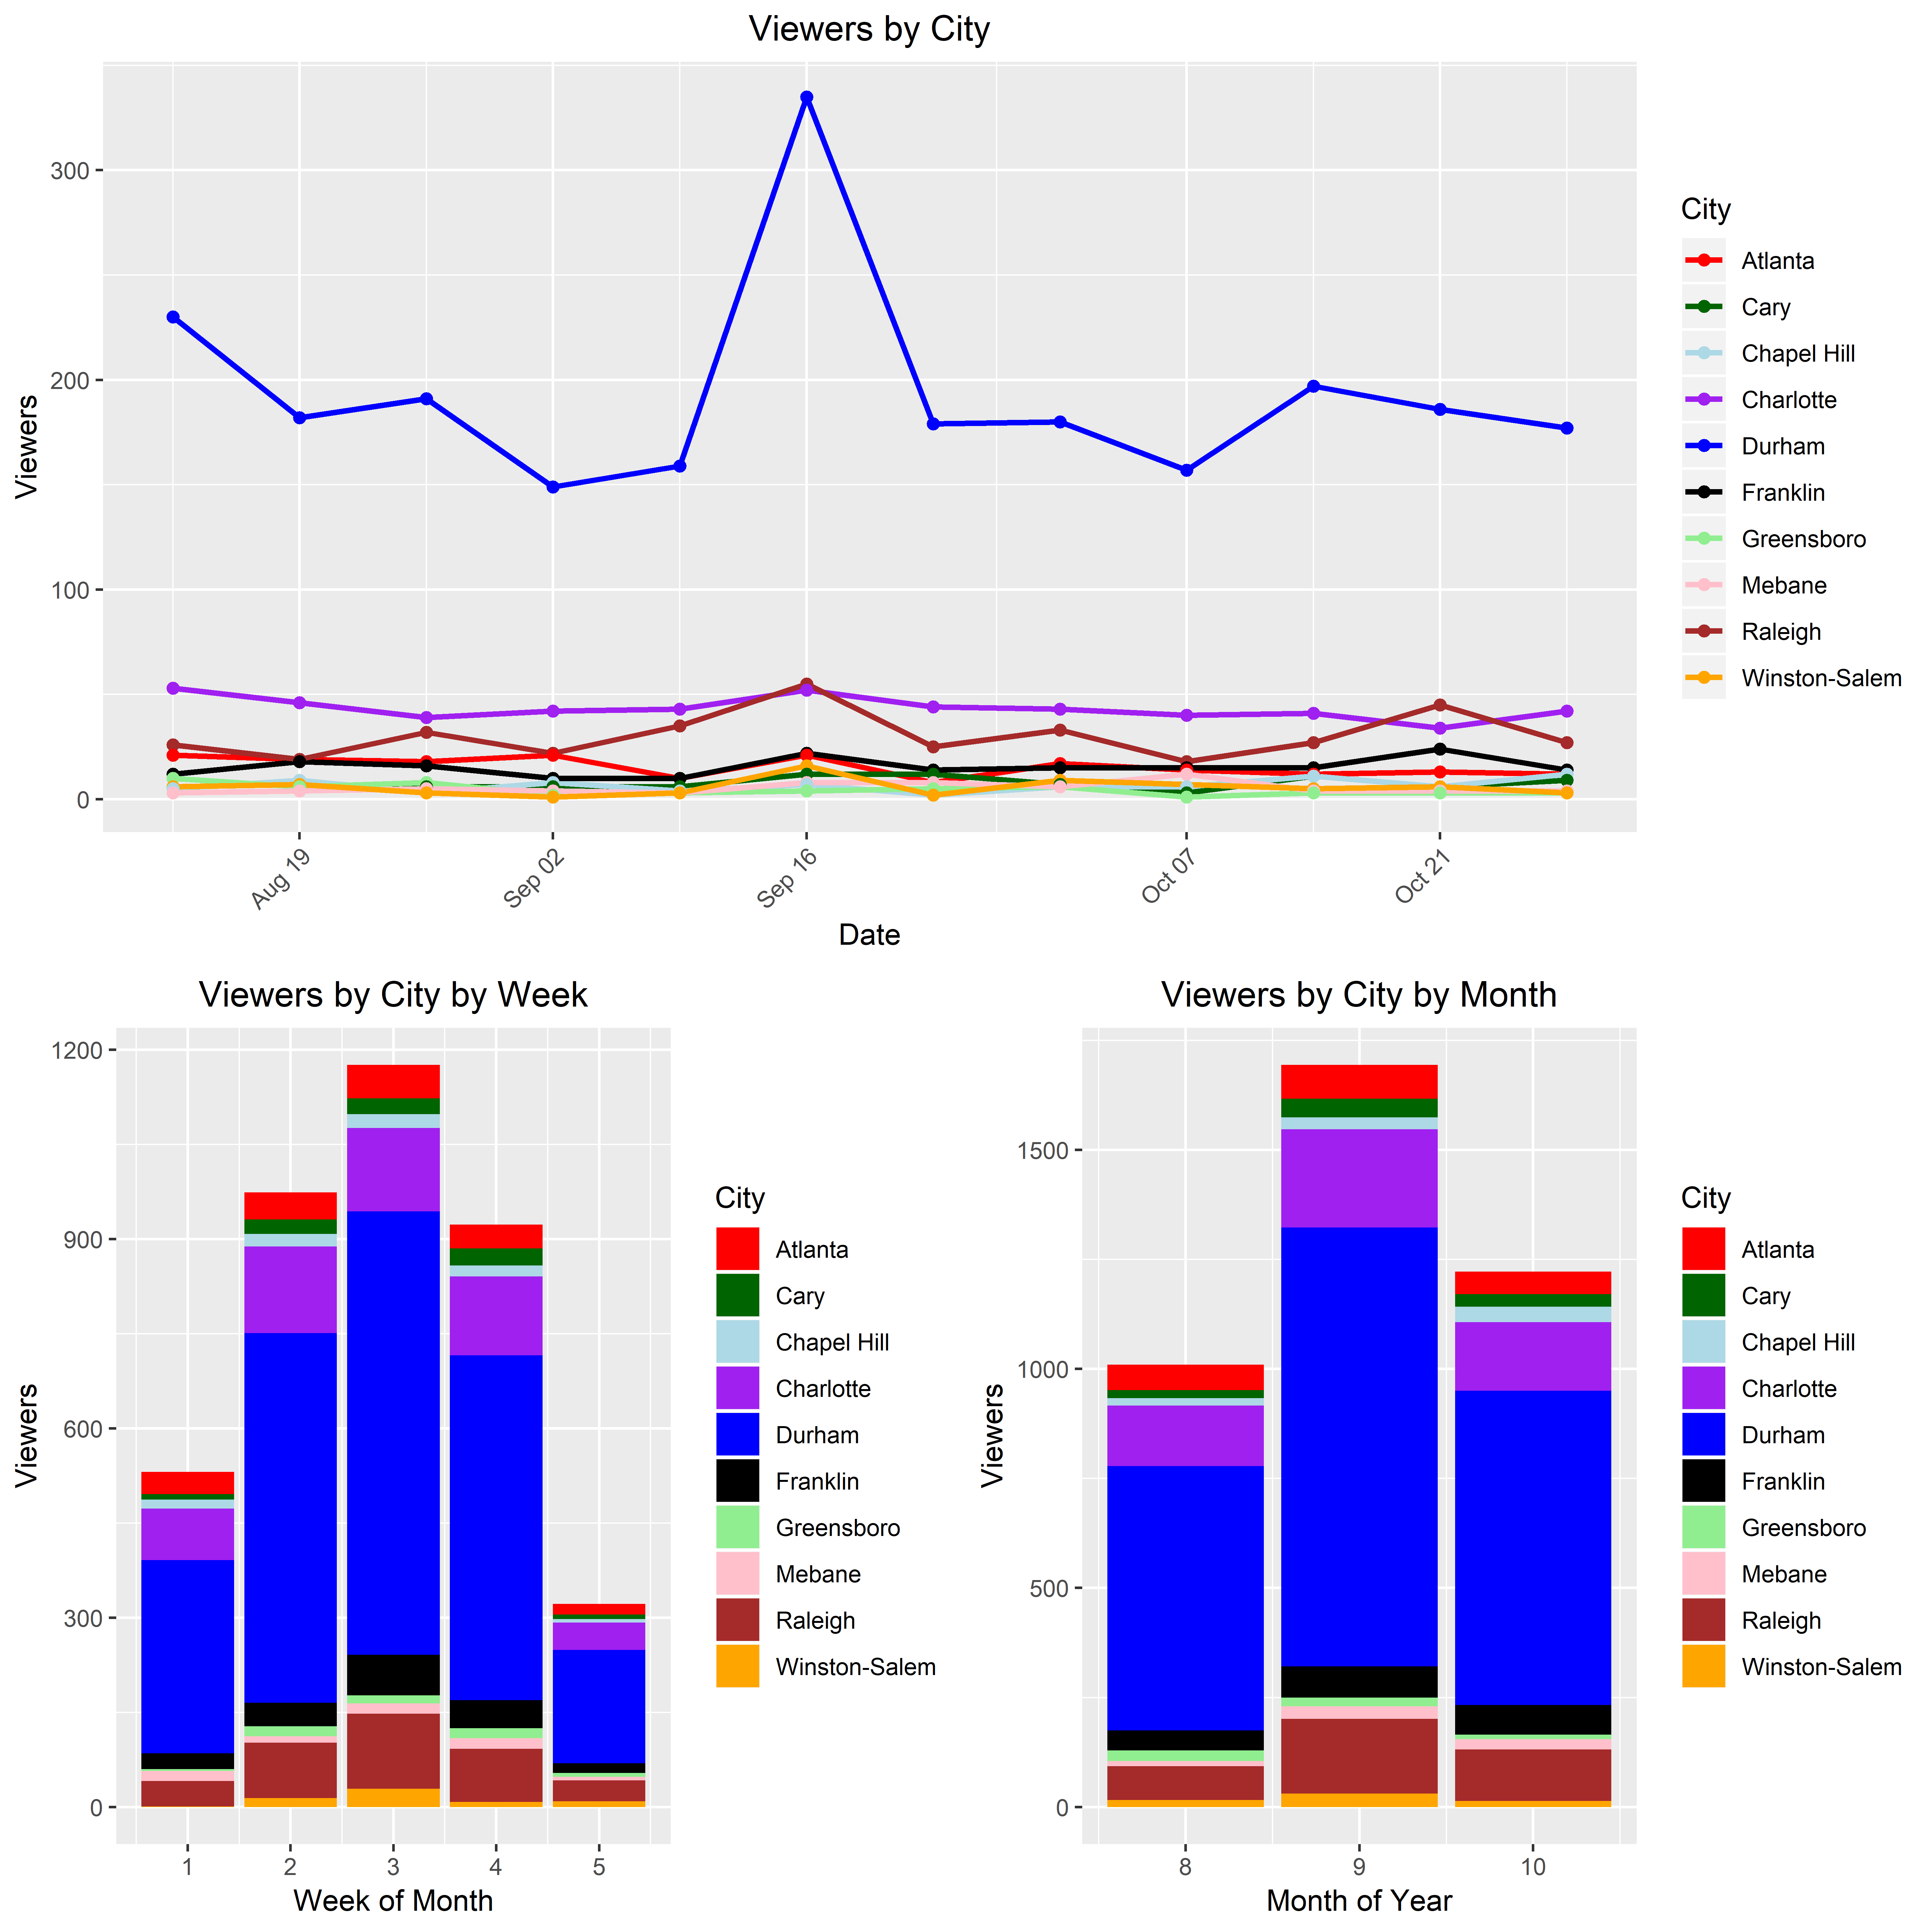 Viewers by City
Viewers
300
200
100
0
Aug 19
Sep 02
Sep 16
Oct 07
Oct 21
Date
City
Atlanta
Cary
Chapel Hill
Charlotte
Durham
Franklin
Greensboro
Mebane
Raleigh
Winston-Salem
Viewers by City by Week
Viewers
1200
900
600
300
0
1 2 3 4 5
Week of Month
City
Atlanta
Cary
Chapel Hill
Charlotte
Durham
Franklin
Greensboro
Mebane
Raleigh
Winston-Salem
Viewers by City by Month
Viewers
1500
1000
500
0
8 9 10
Month of Year
City
Atlanta
Cary
Chapel Hill
Charlotte
Durham
Franklin
Greensboro
Mebane
Raleigh
Winston-Salem